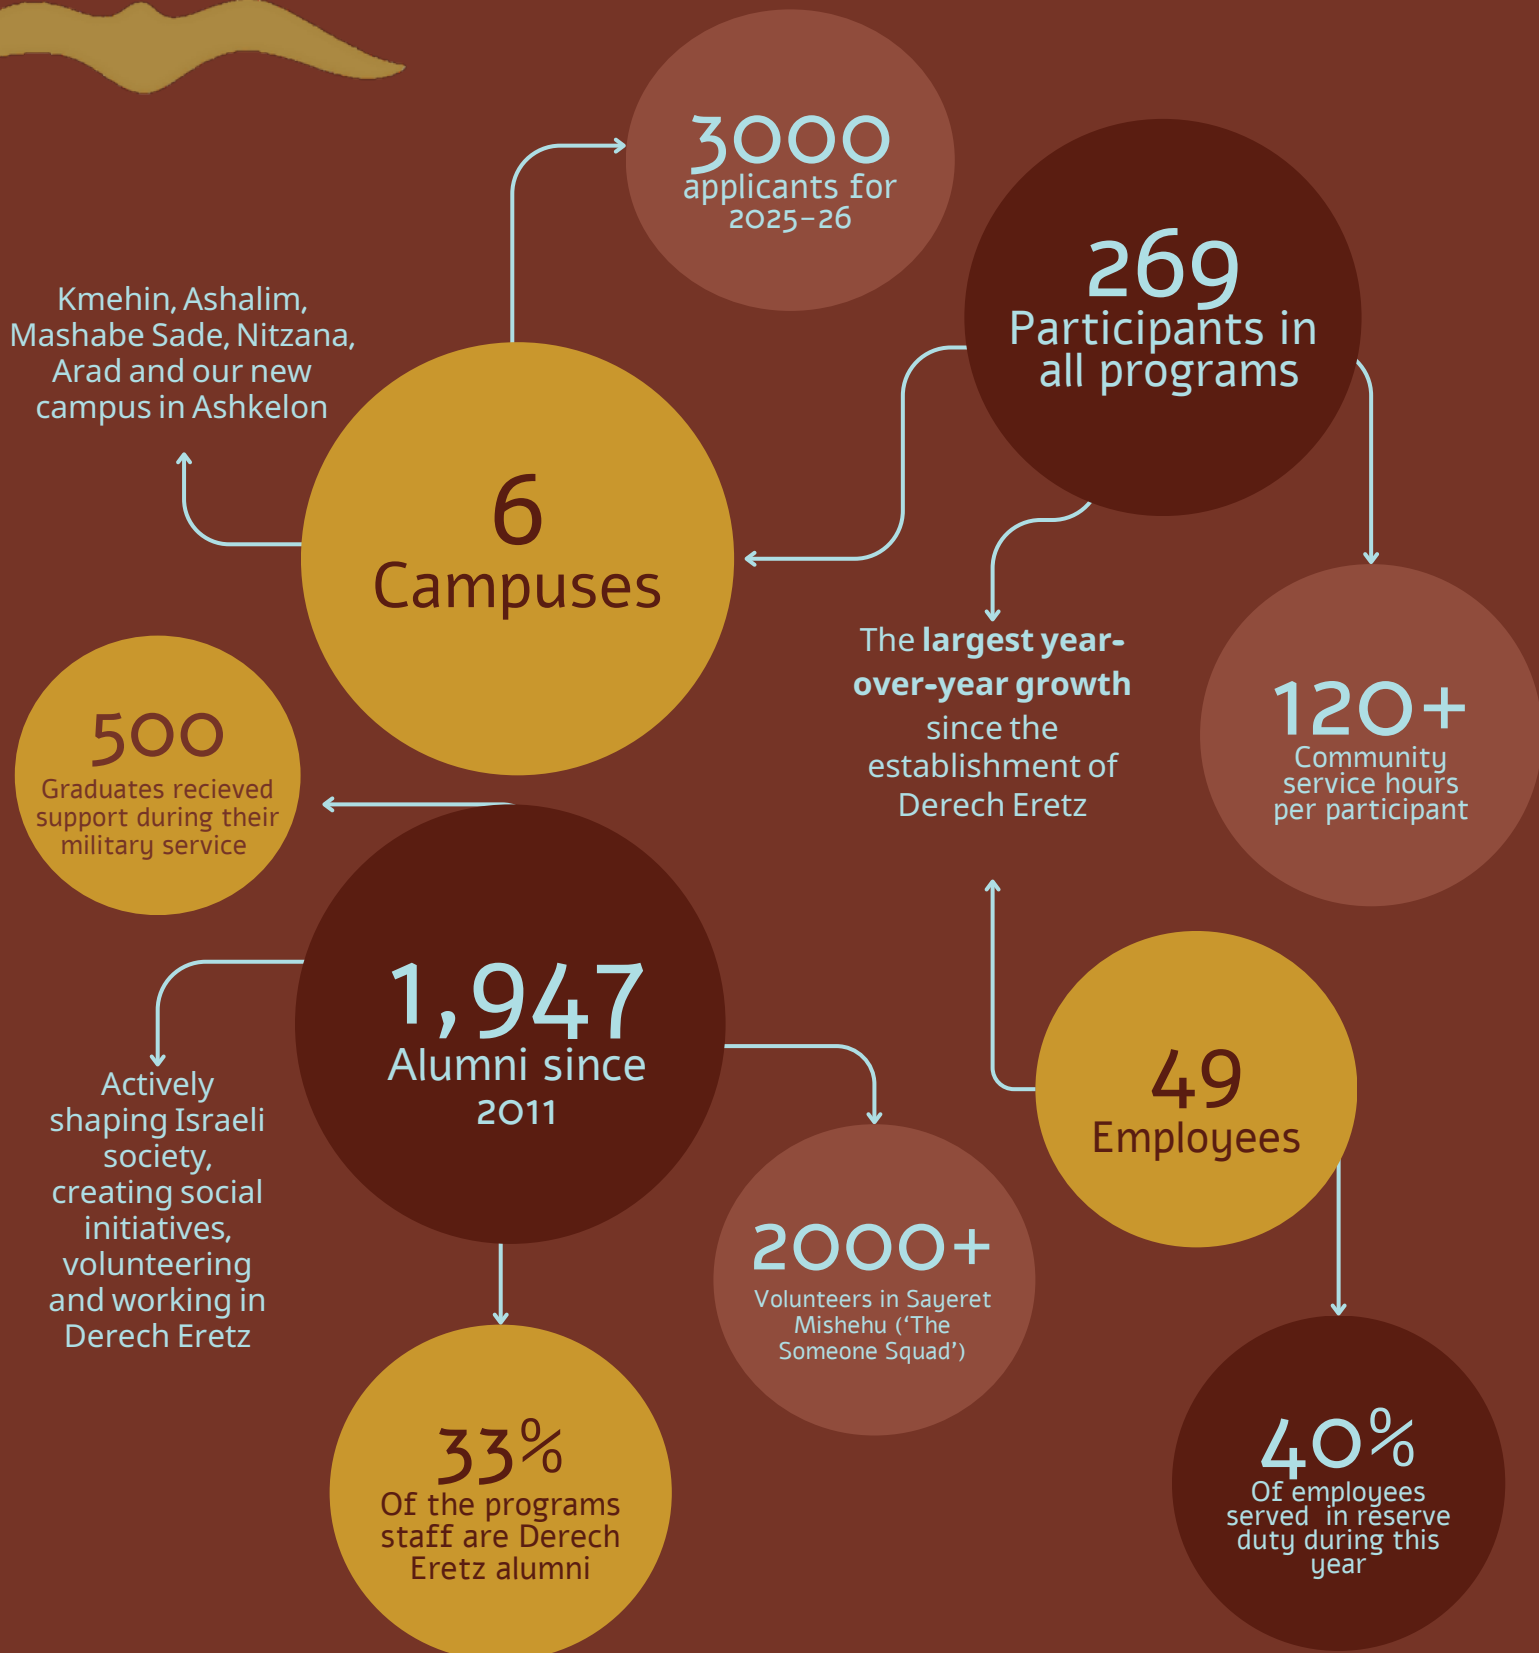 3000
applicants for
2025-26
269
Participants in
all programs
Kmehin, Ashalim,
Mashabe Sade, Nitzana,
Arad and our new
campus in Ashkelon
6
Campuses
The largest year-
over-year growth
since the
establishment of
Derech Eretz
120+
Community
service hours
per participant
500
Graduates recieved
support during their
military service
1,947
Alumni since
2011
49
Employees
Actively
shaping Israeli
society,
creating social
initiatives,
volunteering
and working in
Derech Eretz
2000+
Volunteers in Sayeret
Mishehu (‘The
Someone Squad’)
33%
Of the programs
staff are Derech
Eretz alumni
40%
Of employees
served in reserve
duty during this
year